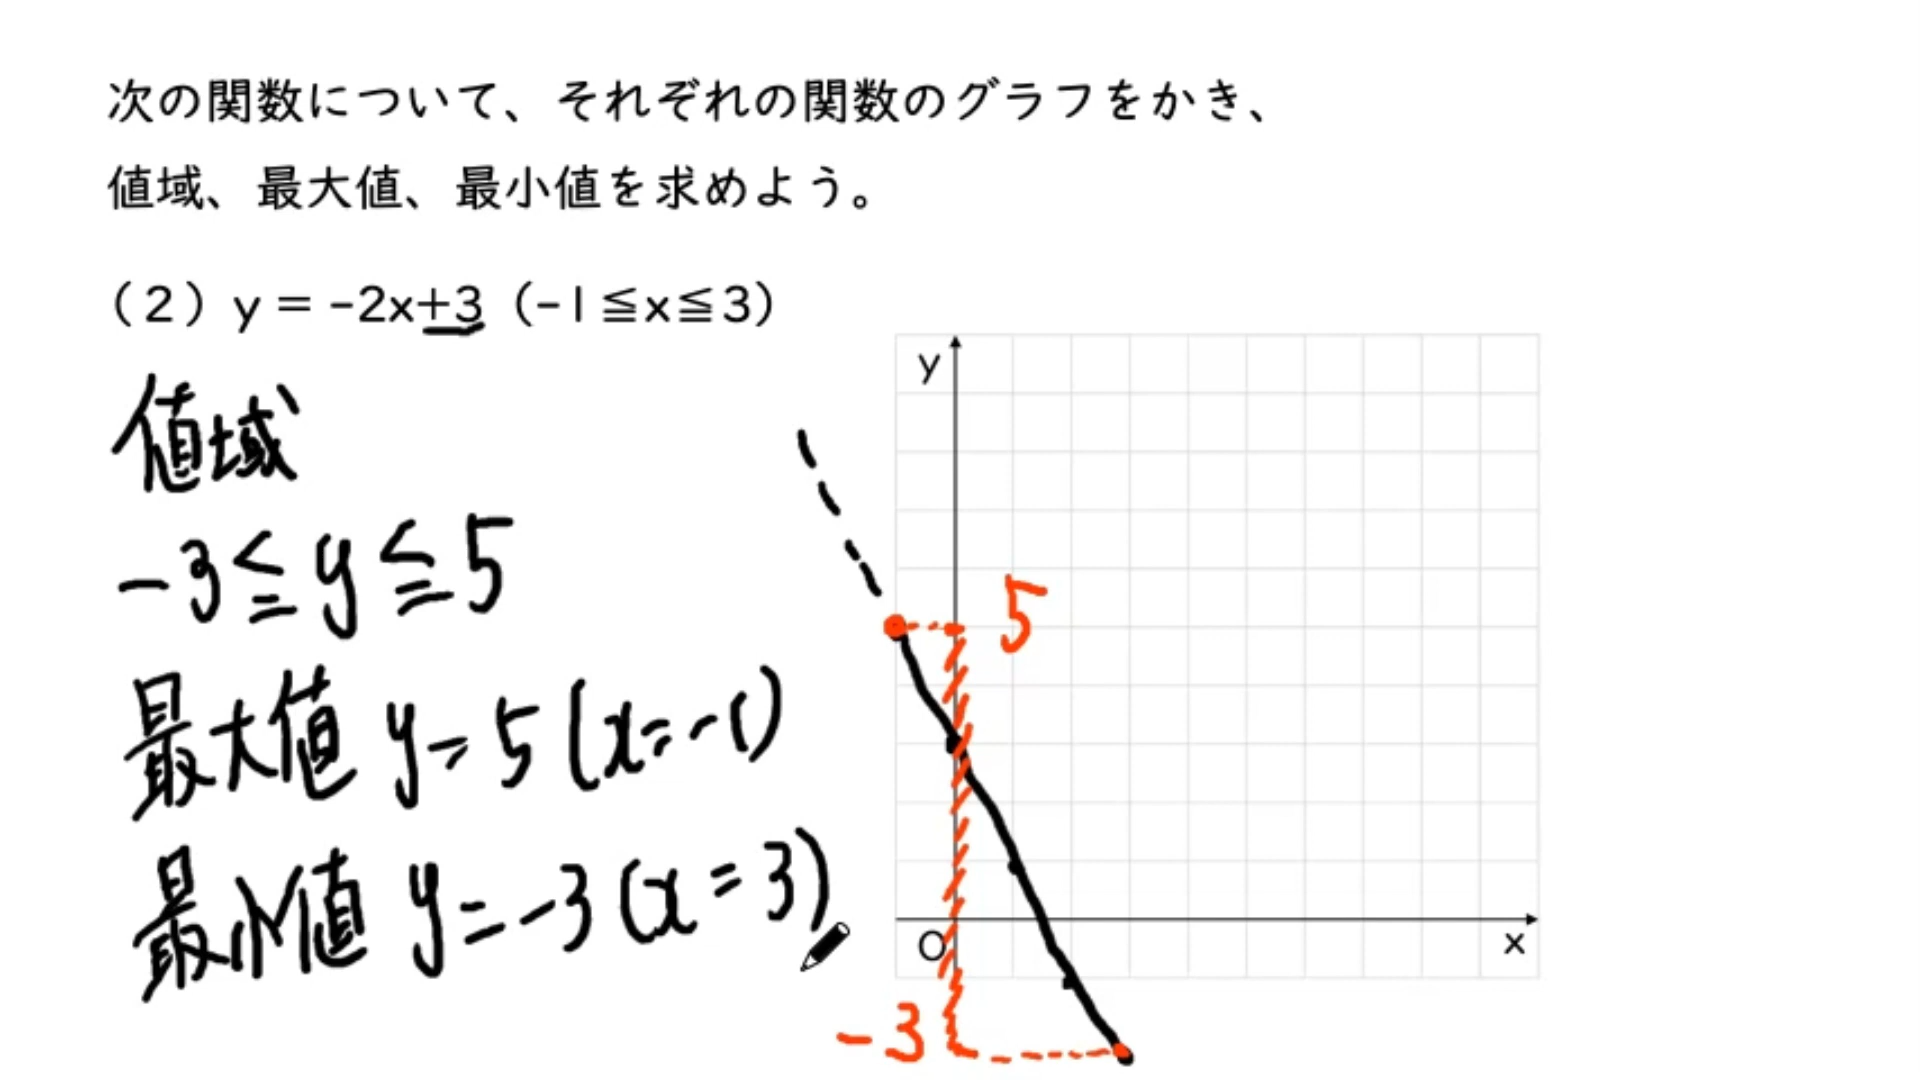 次の関数について、それぞれの関数のグラフをかき、
値域、最大値、最小値を求めよう。
（2）y = -2x+3（-1≦x≦3）
値域
-3≦y≦5
最大値 y=5(x=-1)
最小値 y=-3(x=3)
y
5
O
x
-3